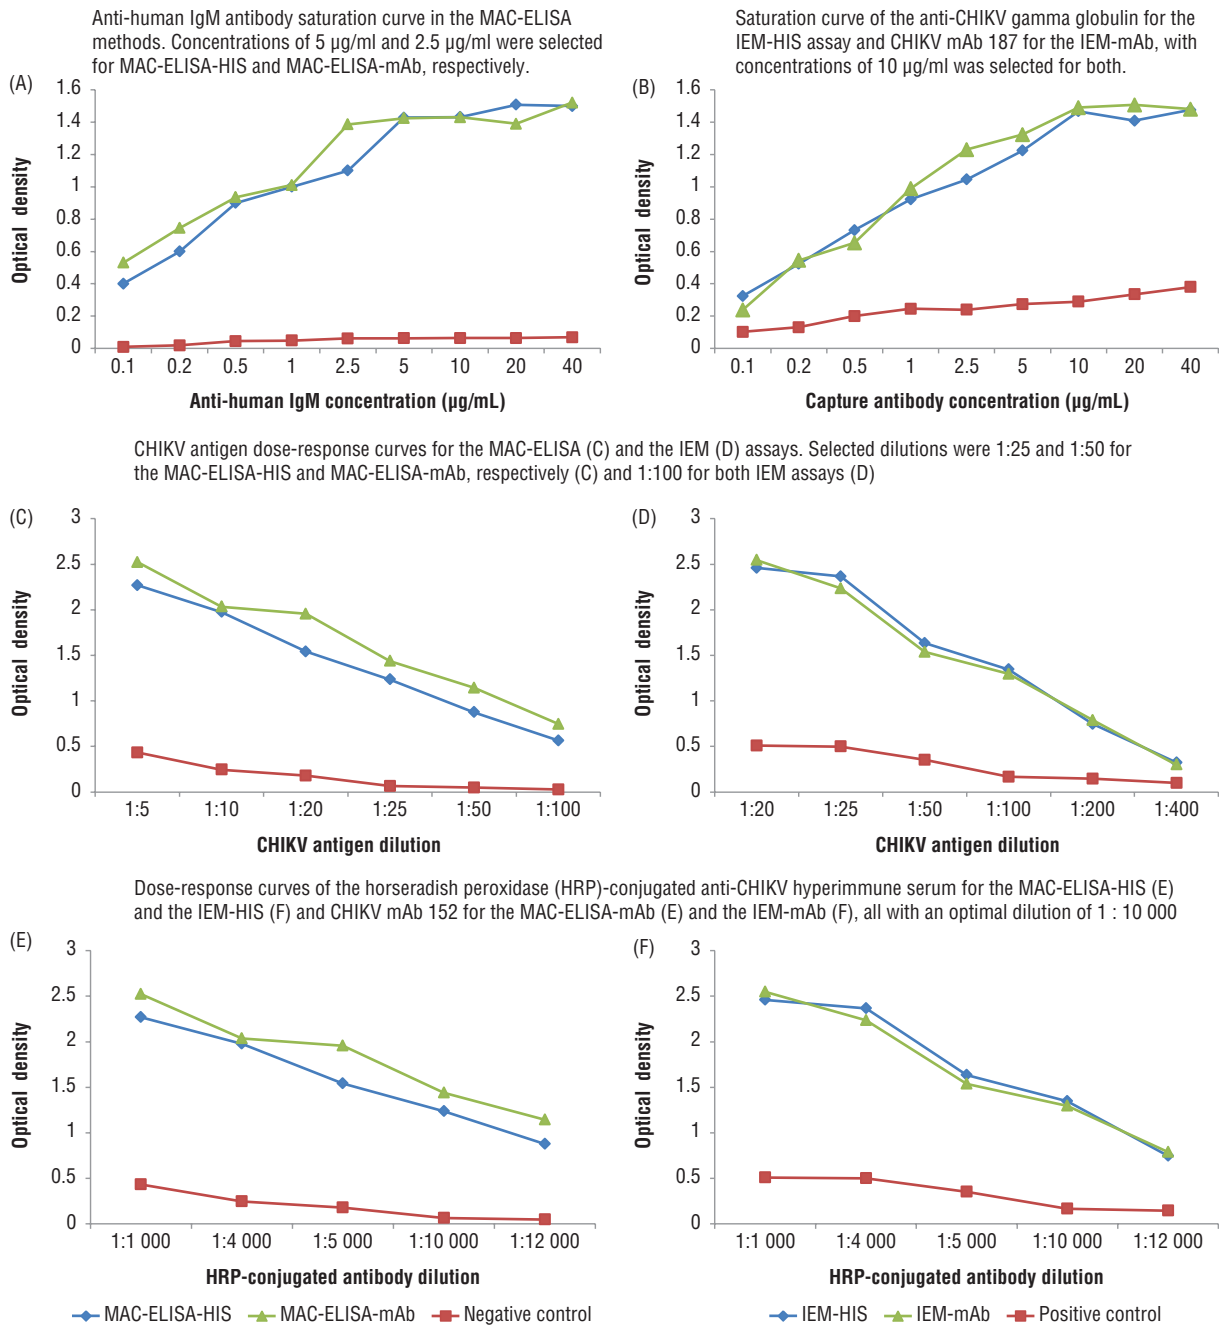 Anti-human IgM antibody saturation curve in the MAC-ELISA
methods. Concentrations of 5 µg/ml and 2.5 µg/ml were selected
for MAC-ELISA-HIS and MAC-ELISA-mAb, respectively.
(A)
1.6
1.4
1.2
1
0.8
0.6
0.4
0.2
0
Optical density
0.1 0.2 0.5 1 2.5 5 10 20 40
Anti-human IgM concentration (µg/mL)
Saturation curve of the anti-CHIKV gamma globulin for the
IEM-HIS assay and CHIKV mAb 187 for the IEM-mAb, with
concentrations of 10 µg/ml was selected for both.
(B)
1.6
1.4
1.2
1
0.8
0.6
0.4
0.2
0
Optical density
0.1 0.2 0.5 1 2.5 5 10 20 40
Capture antibody concentration (µg/mL)
CHIKV antigen dose-response curves for the MAC-ELISA (C) and the IEM (D) assays. Selected dilutions were 1:25 and 1:50 for
the MAC-ELISA-HIS and MAC-ELISA-mAb, respectively (C) and 1:100 for both IEM assays (D)
(C)
3
2.5
2
1.5
1
0.5
0
Optical density
1:5 1:10 1:20 1:25 1:50 1:100
CHIKV antigen dilution
(D)
3
2.5
2
1.5
1
0.5
0
Optical density
1:20 1:25 1:50 1:100 1:200 1:400
CHIKV antigen dilution
Dose-response curves of the horseradish peroxidase (HRP)-conjugated anti-CHIKV hyperimmune serum for the MAC-ELISA-HIS (E)
and the IEM-HIS (F) and CHIKV mAb 152 for the MAC-ELISA-mAb (E) and the IEM-mAb (F), all with an optimal dilution of 1 : 10 000
(E)
3
2.5
2
1.5
1
0.5
0
Optical density
1:1 000 1:4 000 1:5 000 1:10 000 1:12 000
HRP-conjugated antibody dilution
MAC-ELISA-HIS MAC-ELISA-mAb Negative control
(F)
3
2.5
2
1.5
1
0.5
0
Optical density
1:1 000 1:4 000 1:5 000 1:10 000 1:12 000
HRP-conjugated antibody dilution
IEM-HIS IEM-mAb Positive control